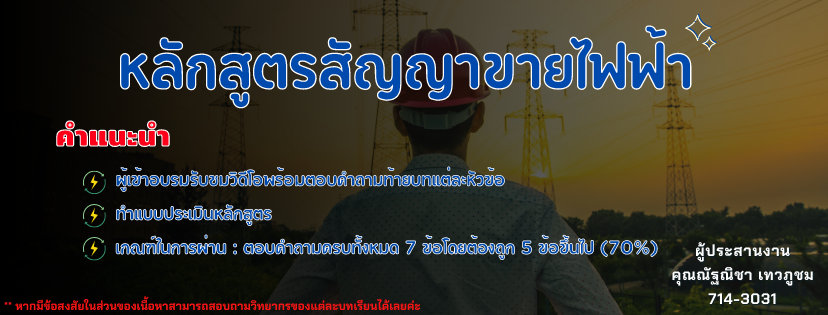 หลักสูตรสัญญาขายไฟฟ้า
คำแนะนำ
ผู้เข้าอบรมรับชมวิดีโอพร้อมตอบคำถามท้ายบทแต่ละหัวข้อ
ทำแบบประเมินหลักสูตร
เกณฑ์ในการผ่าน : ตอบคำถามครบทั้งหมด 7 ข้อโดยต้องถูก 5 ข้อขึ้นไป (70%)
ผู้ประสานงาน
คุณณัฐณิชา เทวภูชม
714-3031
** หากมีข้อสงสัยในส่วนของเนื้อหาสามารถสอบถามวิทยากรของแต่ละบทเรียนได้เลยค่ะ